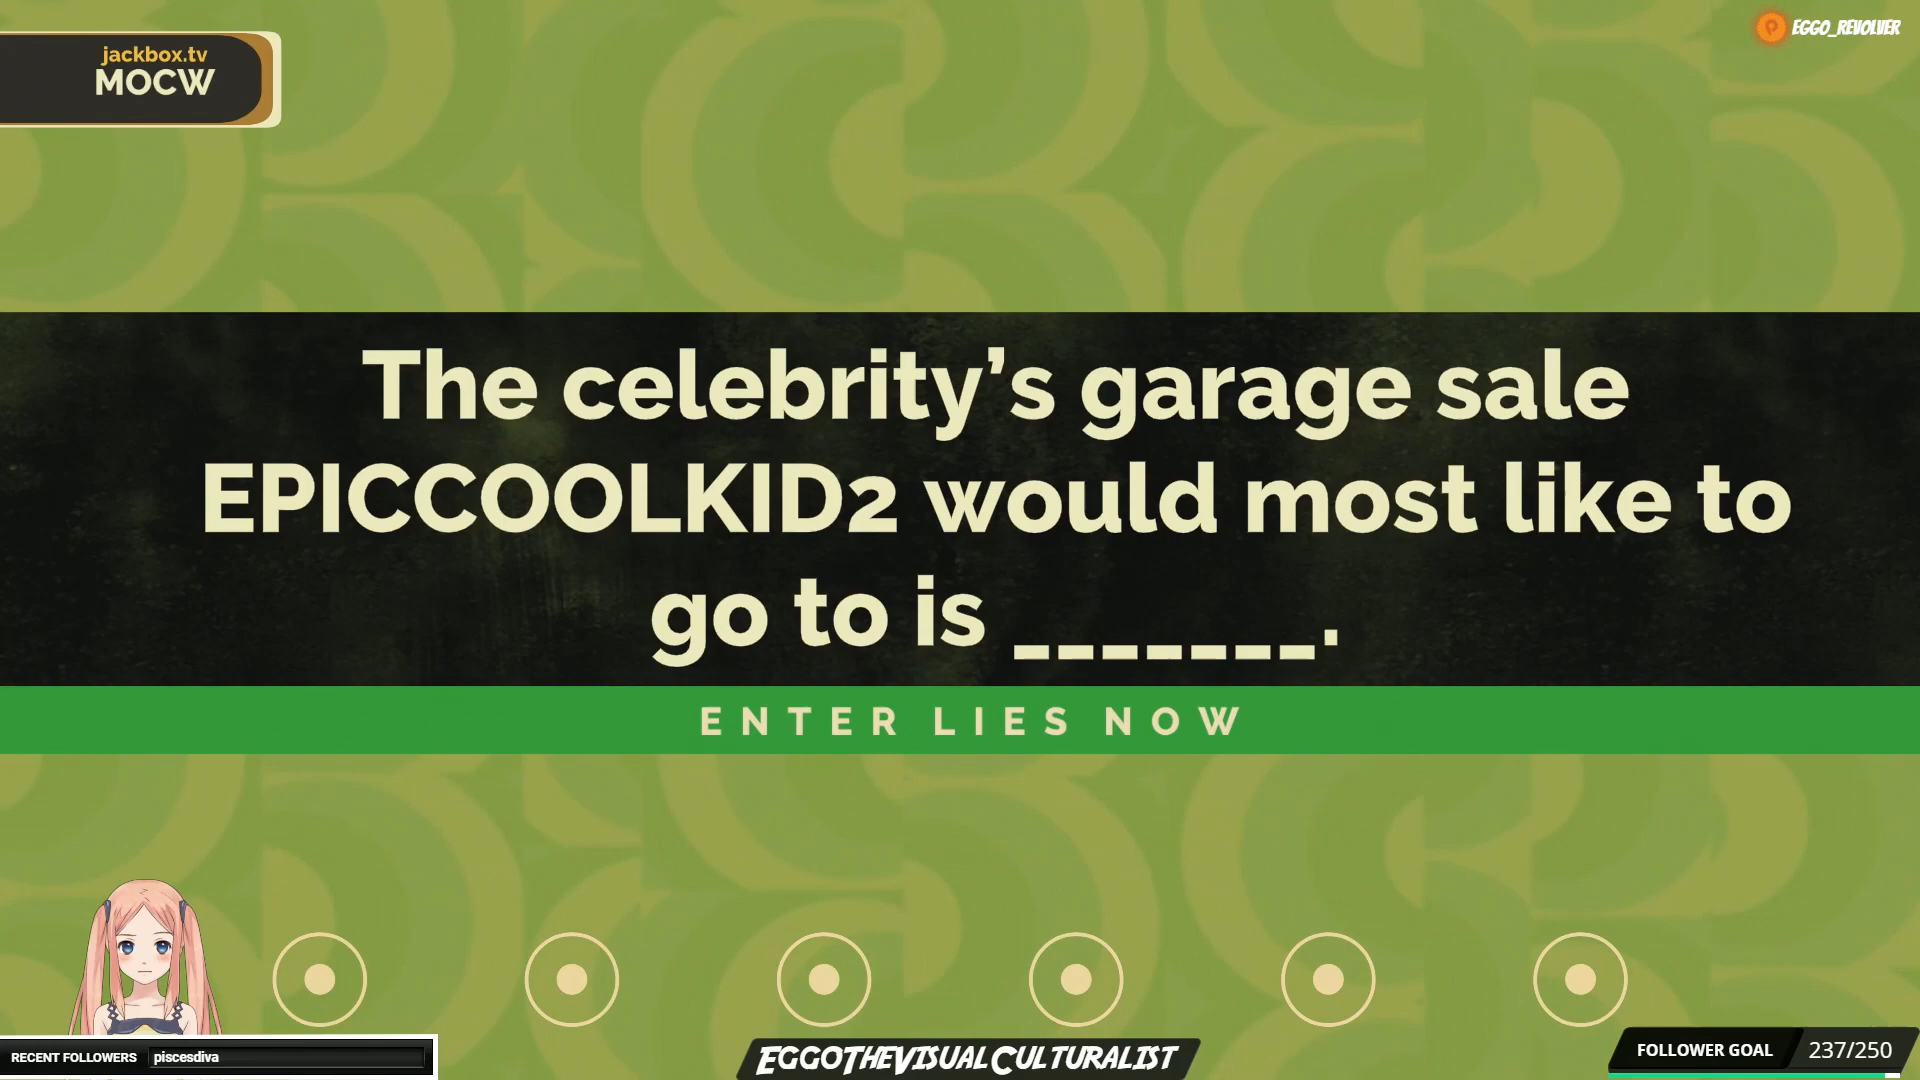 jackbox.tv
MOCW
EGGO_REVOLVER
The celebrity’s garage sale
EPICCOOLKID2 would most like to
go to is _______.
ENTER LIES NOW
RECENT FOLLOWERS piscesdiva
EGGOTHEVISUALCULTURALIST
FOLLOWER GOAL 237/250